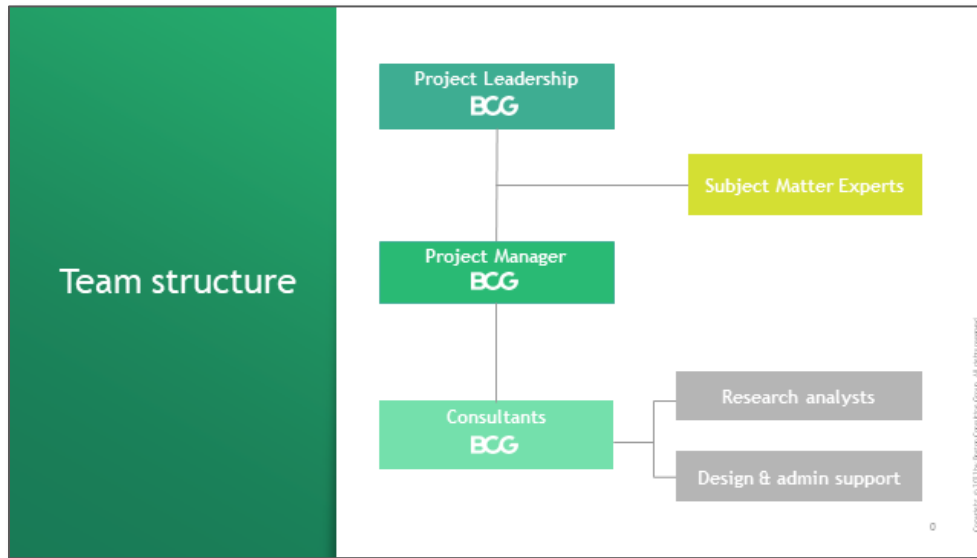 Team structure
Project Leadership
BCG
Subject Matter Experts
Project Manager
BCG
Consultants
BCG
Research analysts
Design & admin support
0